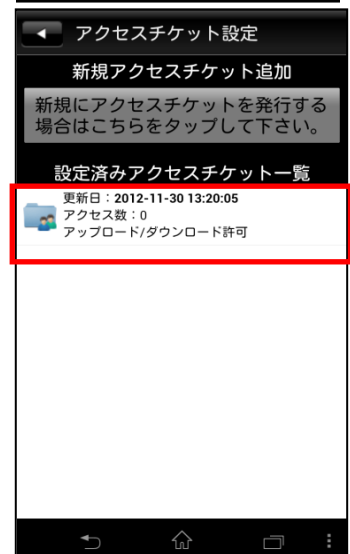 アクセスチケット設定
新規アクセスチケット追加
新規にアクセスチケットを発行する
場合はこちらをタップして下さい。
設定済みアクセスチケット一覧
更新日：2012-11-30 13:20:05
アクセス数：0
アップロード/ダウンロード許可